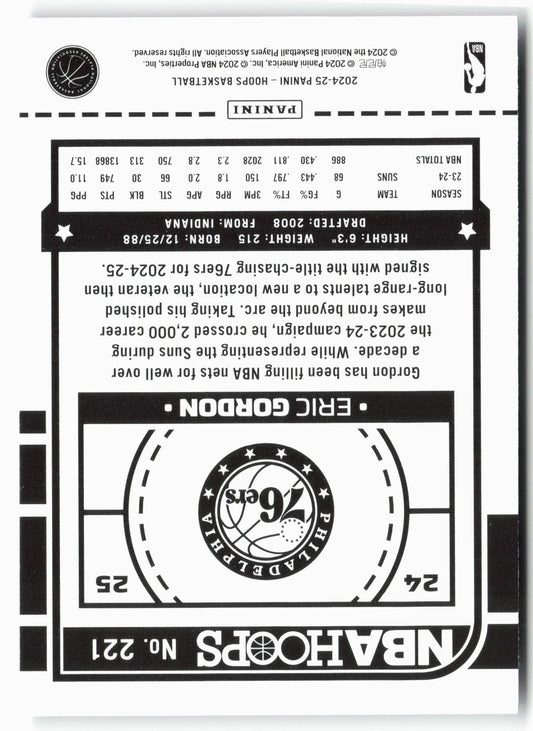 NBA HOOPS No. 221
24 25
PHILADELPHIA
76ers
• ERIC GORDON •
Gordon has been filling NBA nets for well over
a decade. While representing the Suns during
the 2023-24 campaign, he crossed 2,000 career
makes from beyond the arc. Taking his polished
long-range talents to a new location, the veteran then
signed with the title-chasing 76ers for 2024-25.
HEIGHT: 6'3" WEIGHT: 215 BORN: 12/25/88
DRAFTED: 2008 FROM: INDIANA
SEASON TEAM G FG% FT% 3PM RPG APG STL BLK PTS PPG
23-24 SUNS 68 .443 .797 150 1.8 2.0 66 30 749 11.0
NBA TOTALS 886 .430 .811 2028 2.3 2.8 750 313 13868 15.7
PANINI
2024-25 PANINI – HOOPS BASKETBALL
© 2024 Panini America, Inc., © 2024 NBA Properties, Inc.,
© 2024 the National Basketball Players Association. All rights reserved.
NBA
NATIONAL BASKETBALL PLAYERS ASSOCIATION